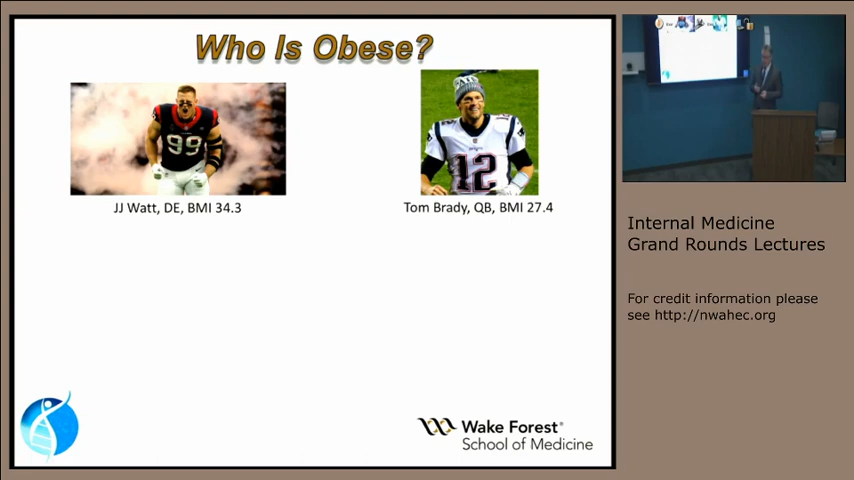 Who Is Obese?
99
PATS
12
JJ Watt, DE, BMI 34.3
Tom Brady, QB, BMI 27.4
Wake Forest®
School of Medicine
Internal Medicine
Grand Rounds Lectures
For credit information please
see http://nwahec.org